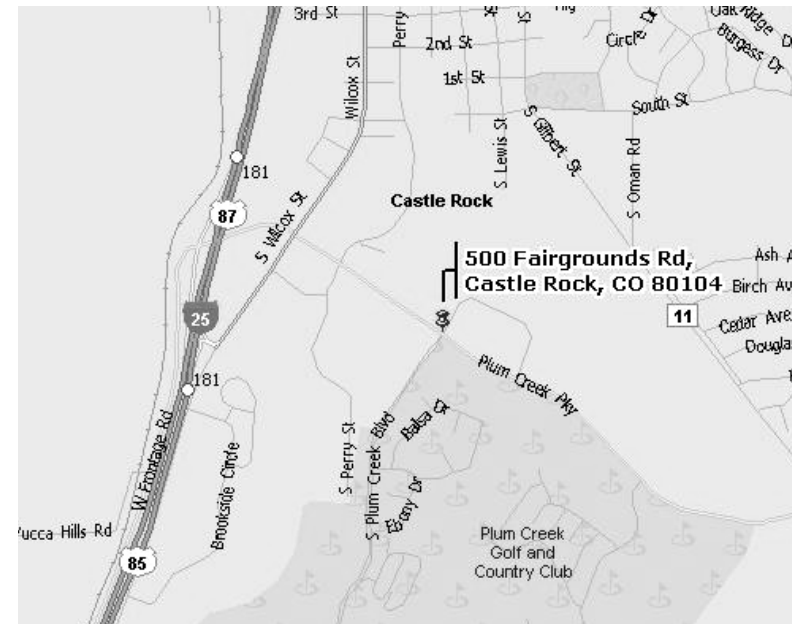 3rd St
Perry
2nd St
Circle Dr
Oak Ridge D
Burgess Dr
1st St
Wilcox St
South St
S Gilbert St
S Lewis St
S Oman Rd
181
Castle Rock
87
S Wilcox St
500 Fairgrounds Rd,
Castle Rock, CO 80104
Ash A
Birch Av
11
Cedar Ave
Dougla
25
Plum Creek Pky
181
Balsa Ct
S Plum Creek Blvd
S Perry St
W Frontage Rd
Brookside Circle
Ebony Dr
Yucca Hills Rd
85
Plum Creek
Golf and
Country Club